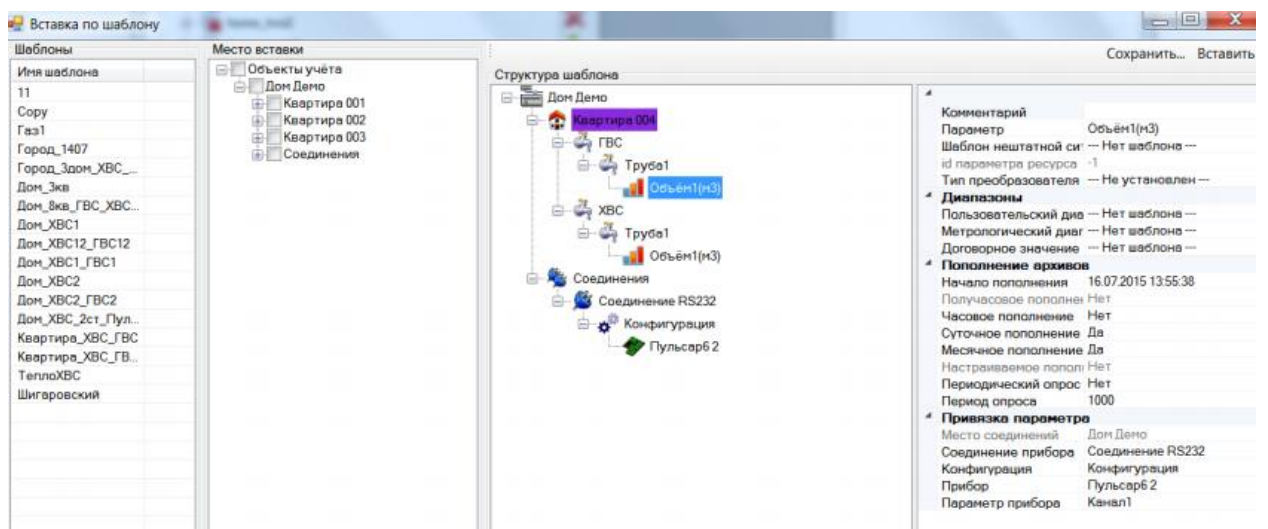 Вставка по шаблону
Шаблоны
Имя шаблона
11
Copy
Газ1
Город_1407
Город_3дом_ХВС_...
Дом_3кв
Дом_8кв_ГВС_ХВС...
Дом_ХВС1
Дом_ХВС12_ГВС12
Дом_ХВС1_ГВС1
Дом_ХВС2
Дом_ХВС2_ГВС2
Дом_ХВС_2ст_Пул...
Квартира_ХВС_ГВС
Квартира_ХВС_ГВ...
ТеплоХВС
Шигаровский
Место вставки
Объекты учёта
Дом Демо
Квартира 001
Квартира 002
Квартира 003
Соединения
Сохранить... Вставить
Структура шаблона
Дом Демо
Квартира 004
ГВС
Труба1
Объём1(м3)
ХВС
Труба1
Объём1(м3)
Соединения
Соединение RS232
Конфигурация
Пульсар6 2
Комментарий
Параметр Объём1(м3)
Шаблон нештатной си --- Нет шаблона ---
id параметра ресурса -1
Тип преобразователя --- Не установлен ---
Диапазоны
Пользовательский диа --- Нет шаблона ---
Метрологический диаг --- Нет шаблона ---
Договорное значение --- Нет шаблона ---
Пополнение архивов
Начало пополнения 16.07.2015 13:55:38
Получасовое пополнен Нет
Часовое пополнение Нет
Суточное пополнение Да
Месячное пополнение Да
Настраиваемое попол Нет
Периодический опрос Нет
Период опроса 1000
Привязка параметра
Место соединений Дом Демо
Соединение прибора Соединение RS232
Конфигурация Конфигурация
Прибор Пульсар6 2
Параметр прибора Канал1